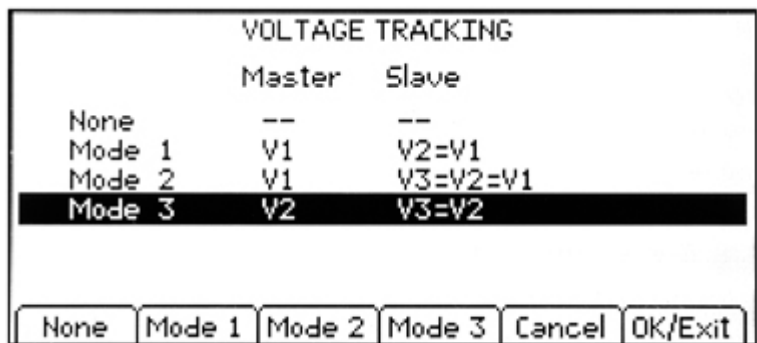 VOLTAGE TRACKING
Master Slave
None -- --
Mode 1 V1 V2=V1
Mode 2 V1 V3=V2=V1
Mode 3 V2 V3=V2
None Mode 1 Mode 2 Mode 3 Cancel OK/Exit